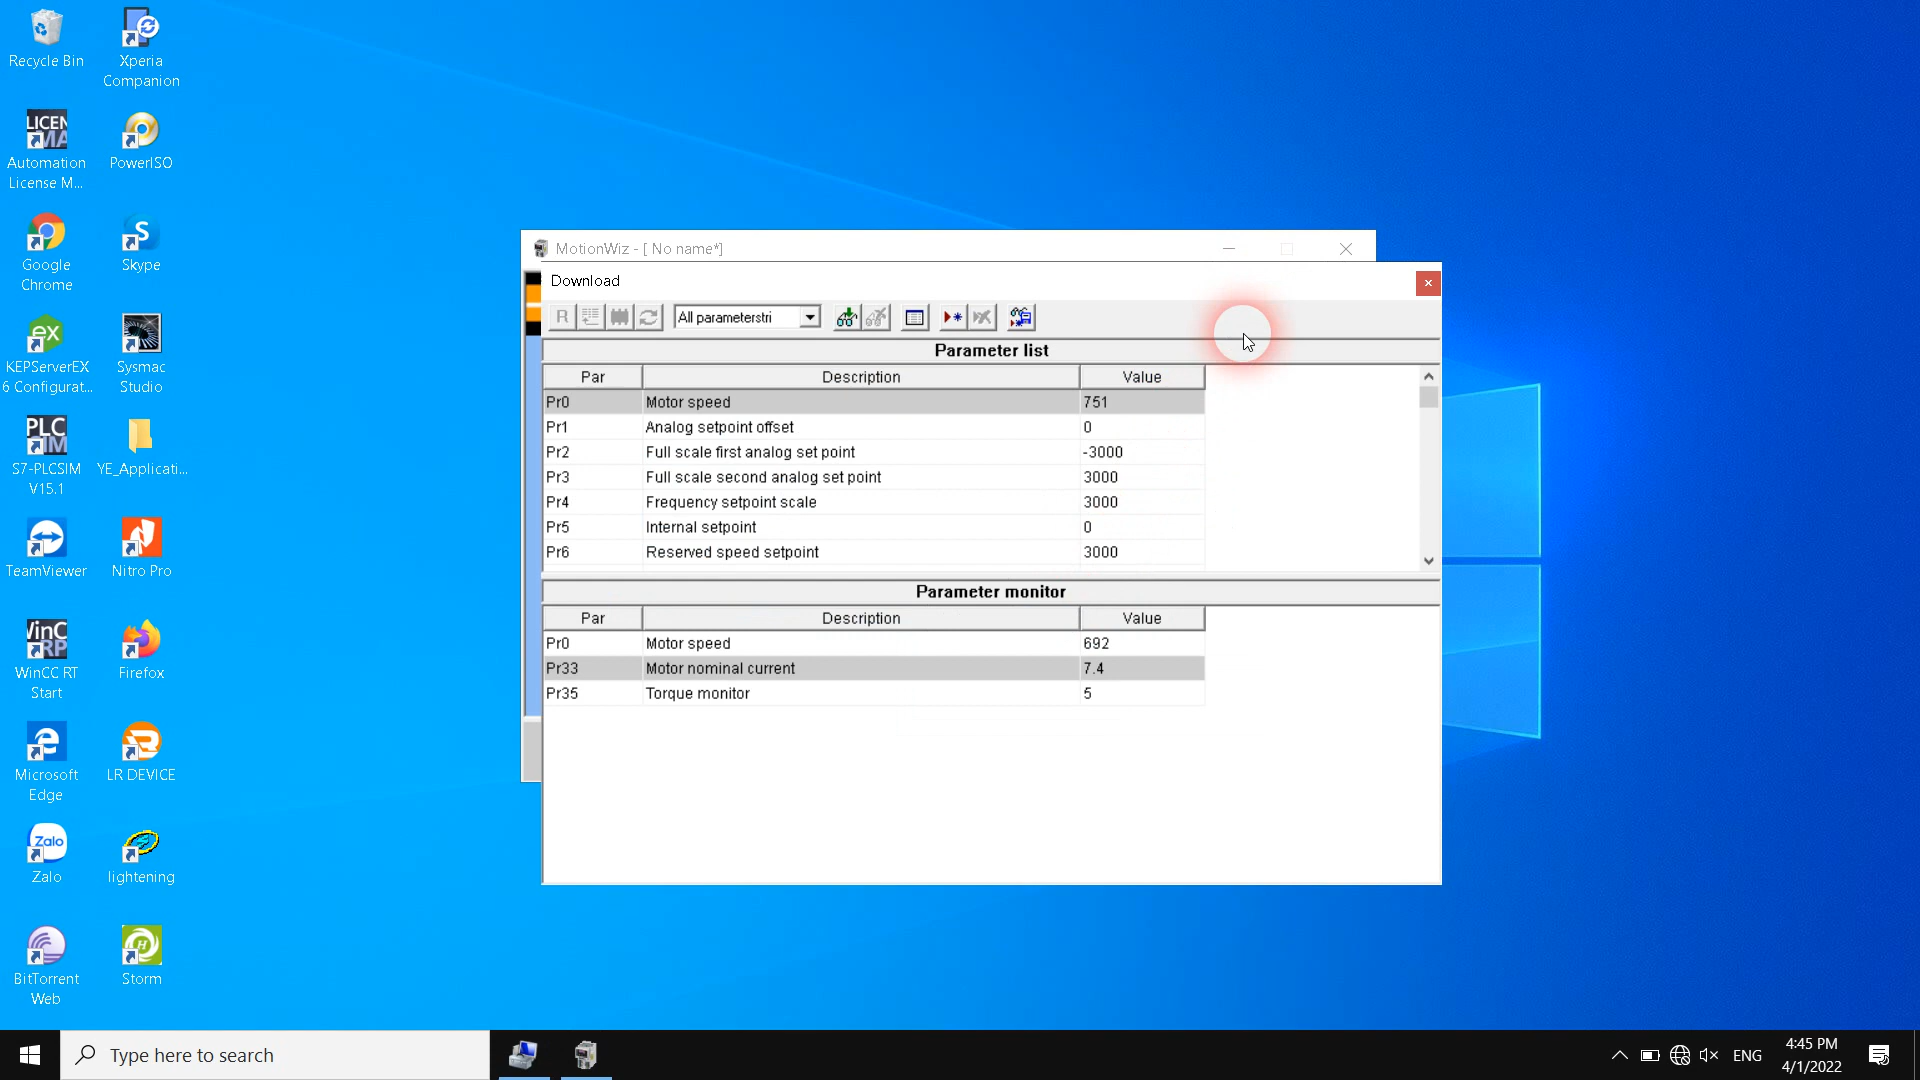 Recycle Bin
Xperia
Companion
LICEN
Automation
License M...
PowerISO
Google
Chrome
S
Skype
ex
KEPServerEX
6 Configurat...
Sysmac
Studio
PLC
S7-PLCSIM
V15.1
YE_Applicati...
TeamViewer
Nitro Pro
WinCC RT
Start
Firefox
Microsoft
Edge
LR DEVICE
Zalo
Zalo
lightening
BitTorrent
Web
H
Storm
MotionWiz - [ No name*]
Download
R
All parameterstri
Parameter list
Par Description Value
Pr0 Motor speed 751
Pr1 Analog setpoint offset 0
Pr2 Full scale first analog set point -3000
Pr3 Full scale second analog set point 3000
Pr4 Frequency setpoint scale 3000
Pr5 Internal setpoint 0
Pr6 Reserved speed setpoint 3000
Parameter monitor
Par Description Value
Pr0 Motor speed 692
Pr33 Motor nominal current 7.4
Pr35 Torque monitor 5
Type here to search
ENG
4:45 PM
4/1/2022